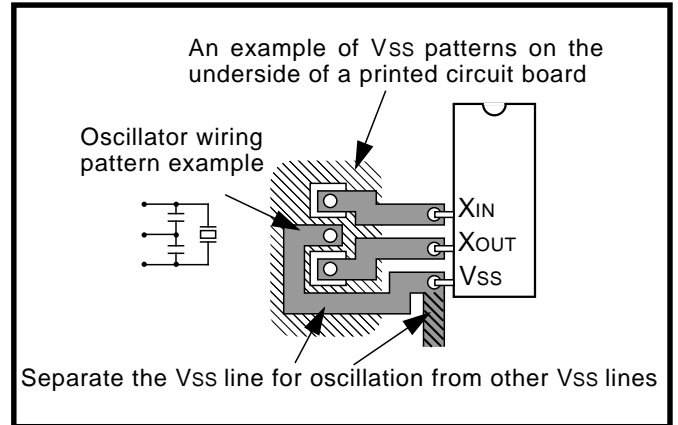 An example of VSS patterns on the
underside of a printed circuit board
Oscillator wiring
pattern example
XIN
XOUT
VSS
Separate the VSS line for oscillation from other VSS lines